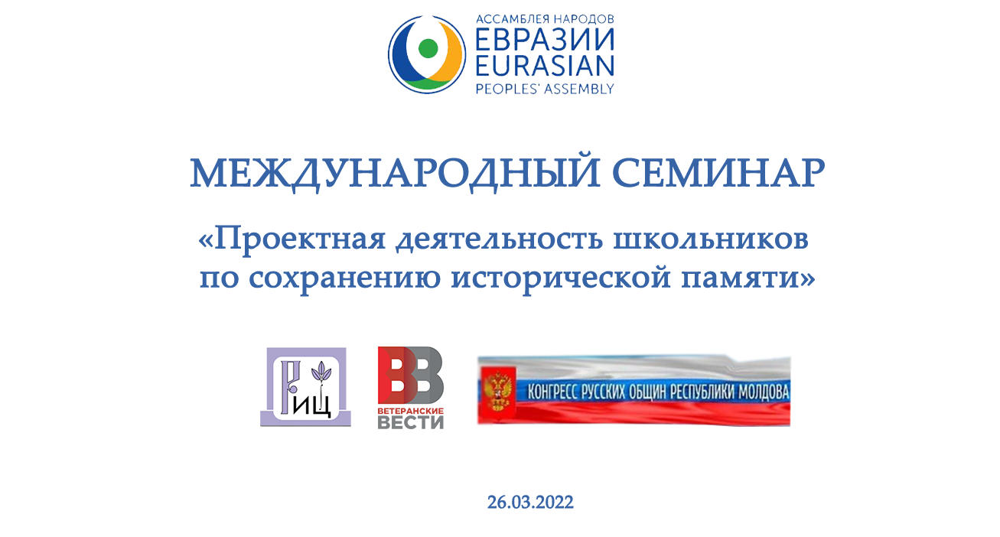 АССАМБЛЕЯ НАРОДОВ
ЕВРАЗИИ
EURASIAN
PEOPLES' ASSEMBLY
МЕЖДУНАРОДНЫЙ СЕМИНАР
«Проектная деятельность школьников
по сохранению исторической памяти»
РИЩ
ВВ
ВЕТЕРАНСКИЕ
ВЕСТИ
КОНГРЕСС РУССКИХ ОБЩИН РЕСПУБЛИКИ МОЛДОВА
26.03.2022